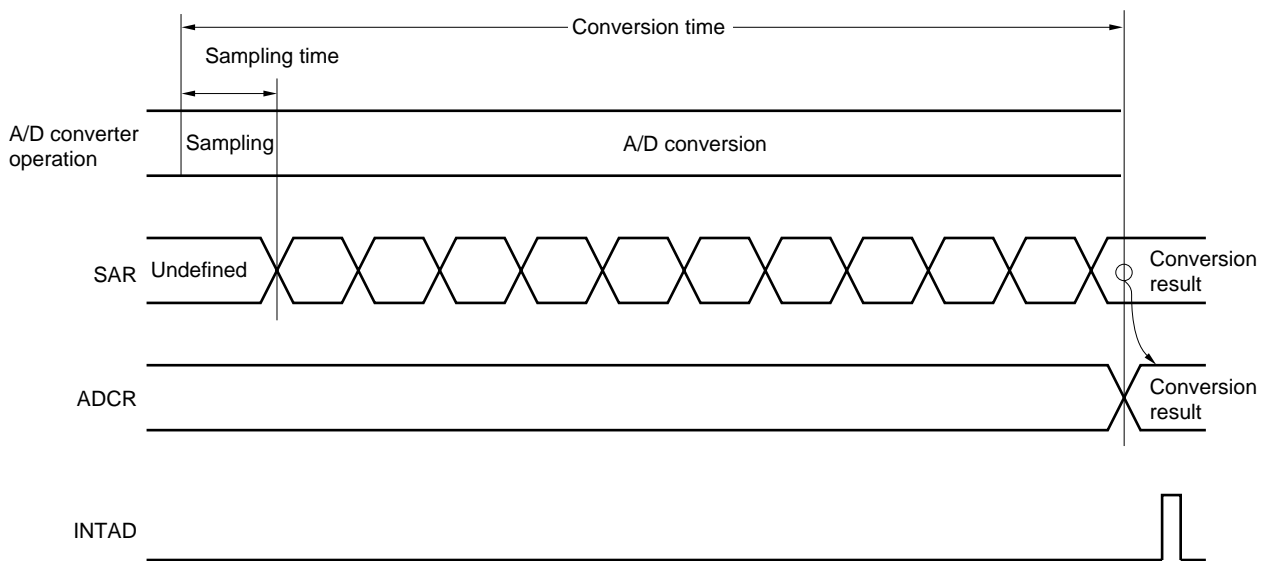 Conversion time
Sampling time
A/D converter
operation
Sampling
A/D conversion
SAR
Undefined
Conversion
result
ADCR
Conversion
result
INTAD